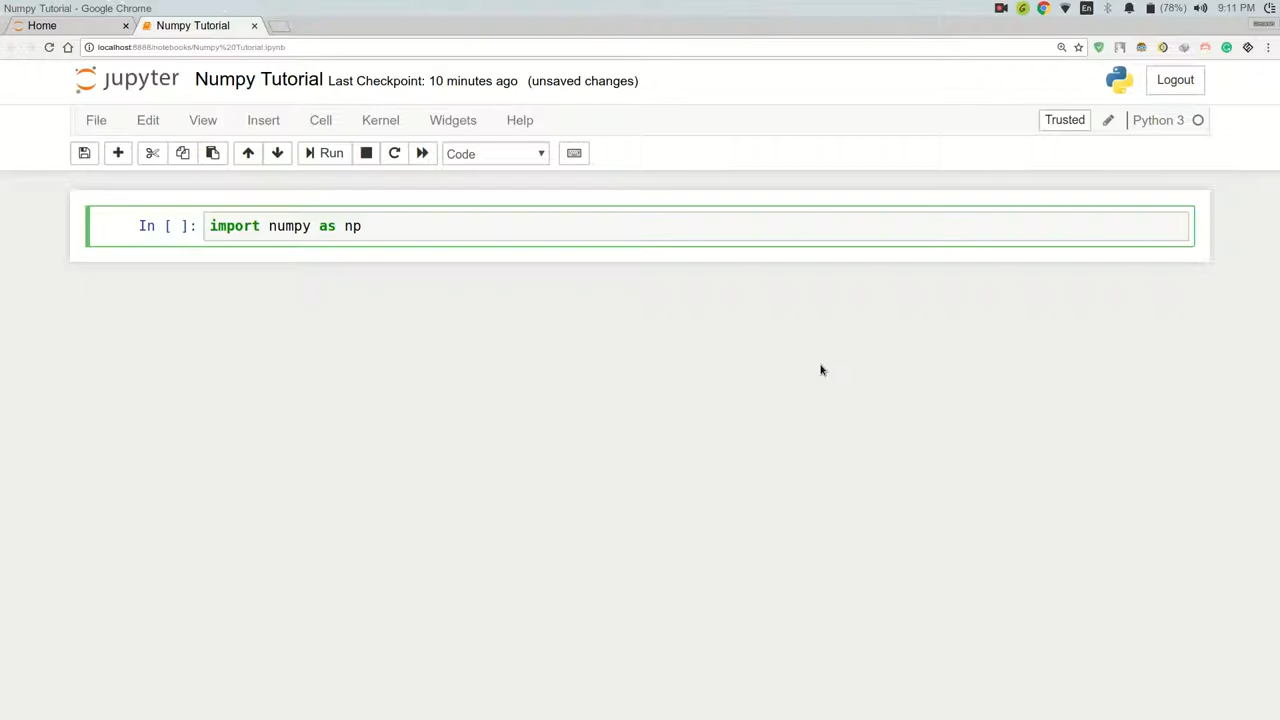 Numpy Tutorial - Google Chrome
En
(78%)
9:11 PM
Home
Numpy Tutorial
localhost:8888/notebooks/Numpy%20Tutorial.ipynb
jupyter
Numpy Tutorial Last Checkpoint: 10 minutes ago (unsaved changes)
Logout
File Edit View Insert Cell Kernel Widgets Help
Trusted
Python 3
Run
Code
In [ ]: import numpy as np